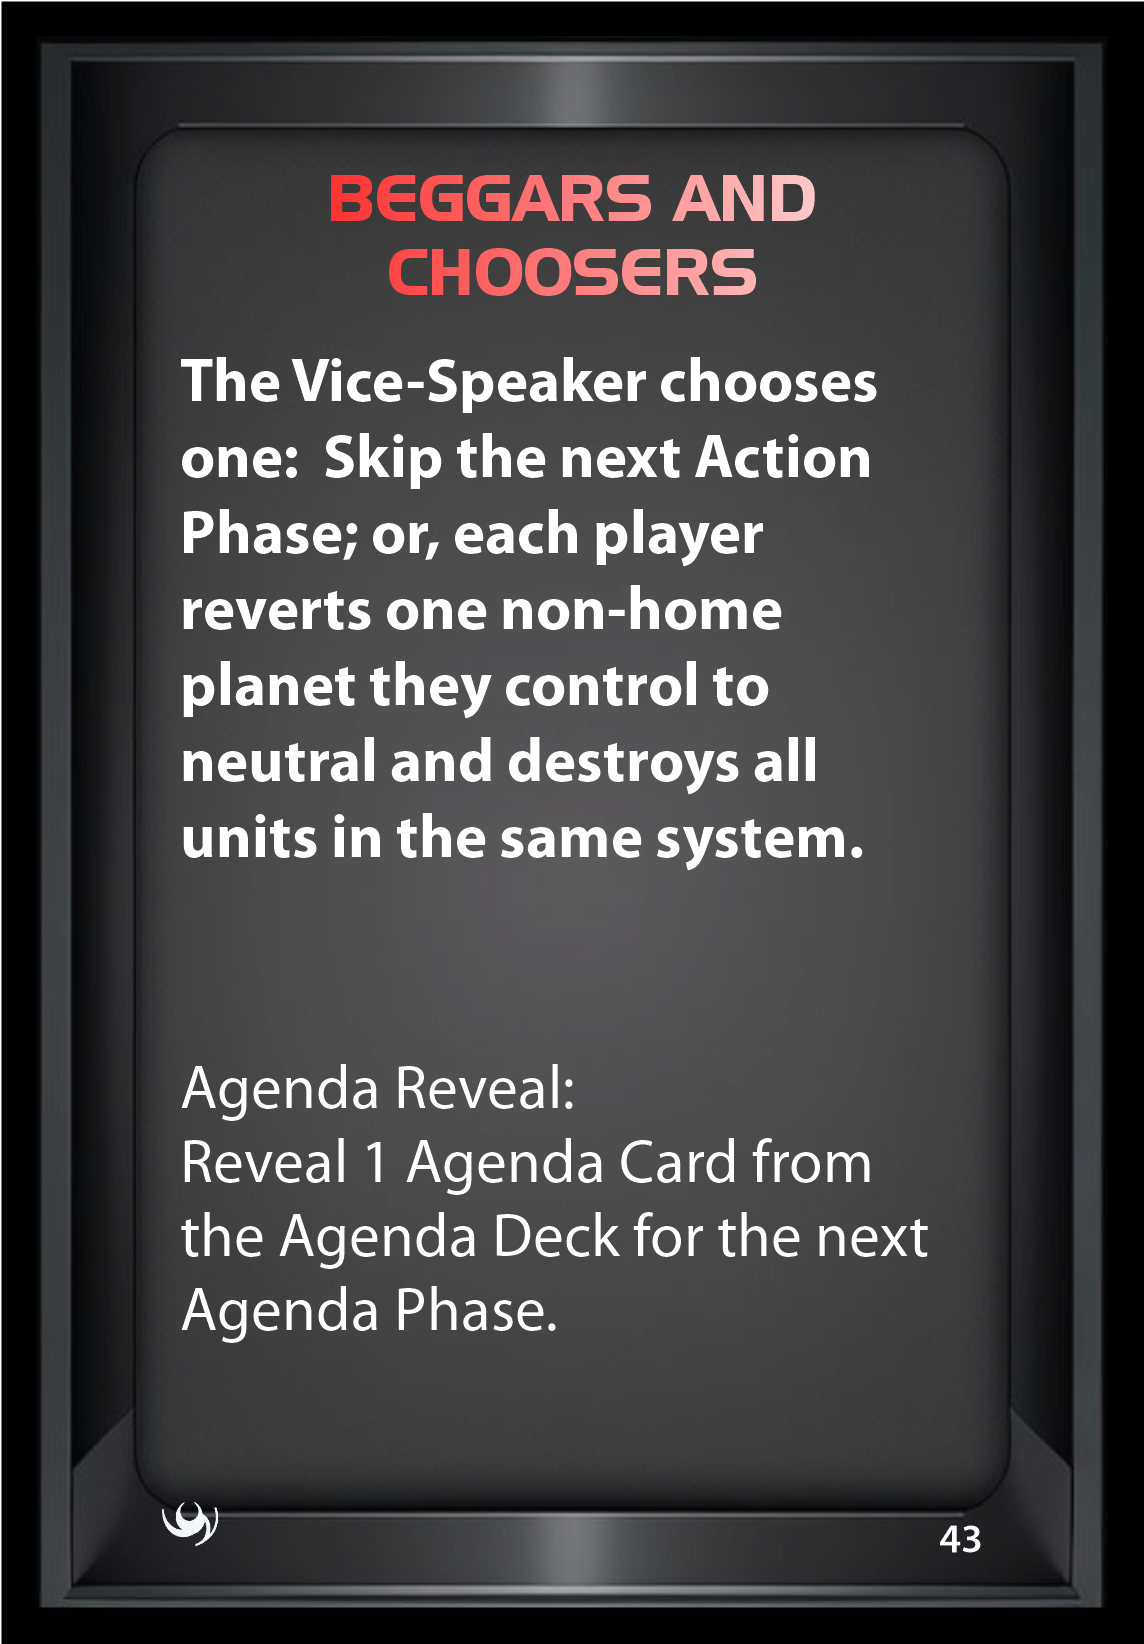 BEGGARS AND
CHOOSERS
The Vice-Speaker chooses
one:  Skip the next Action
Phase; or, each player
reverts one non-home
planet they control to
neutral and destroys all
units in the same system.
Agenda Reveal:
Reveal 1 Agenda Card from
the Agenda Deck for the next
Agenda Phase.
43